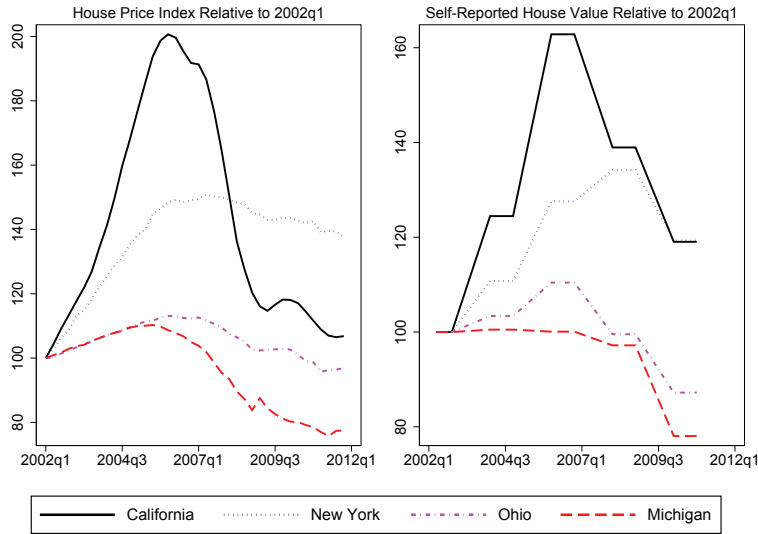 House Price Index Relative to 2002q1
200
180
160
140
120
100
80
2002q1 2004q3 2007q1 2009q3 2012q1
Self-Reported House Value Relative to 2002q1
160
140
120
100
80
2002q1 2004q3 2007q1 2009q3 2012q1
California New York Ohio Michigan